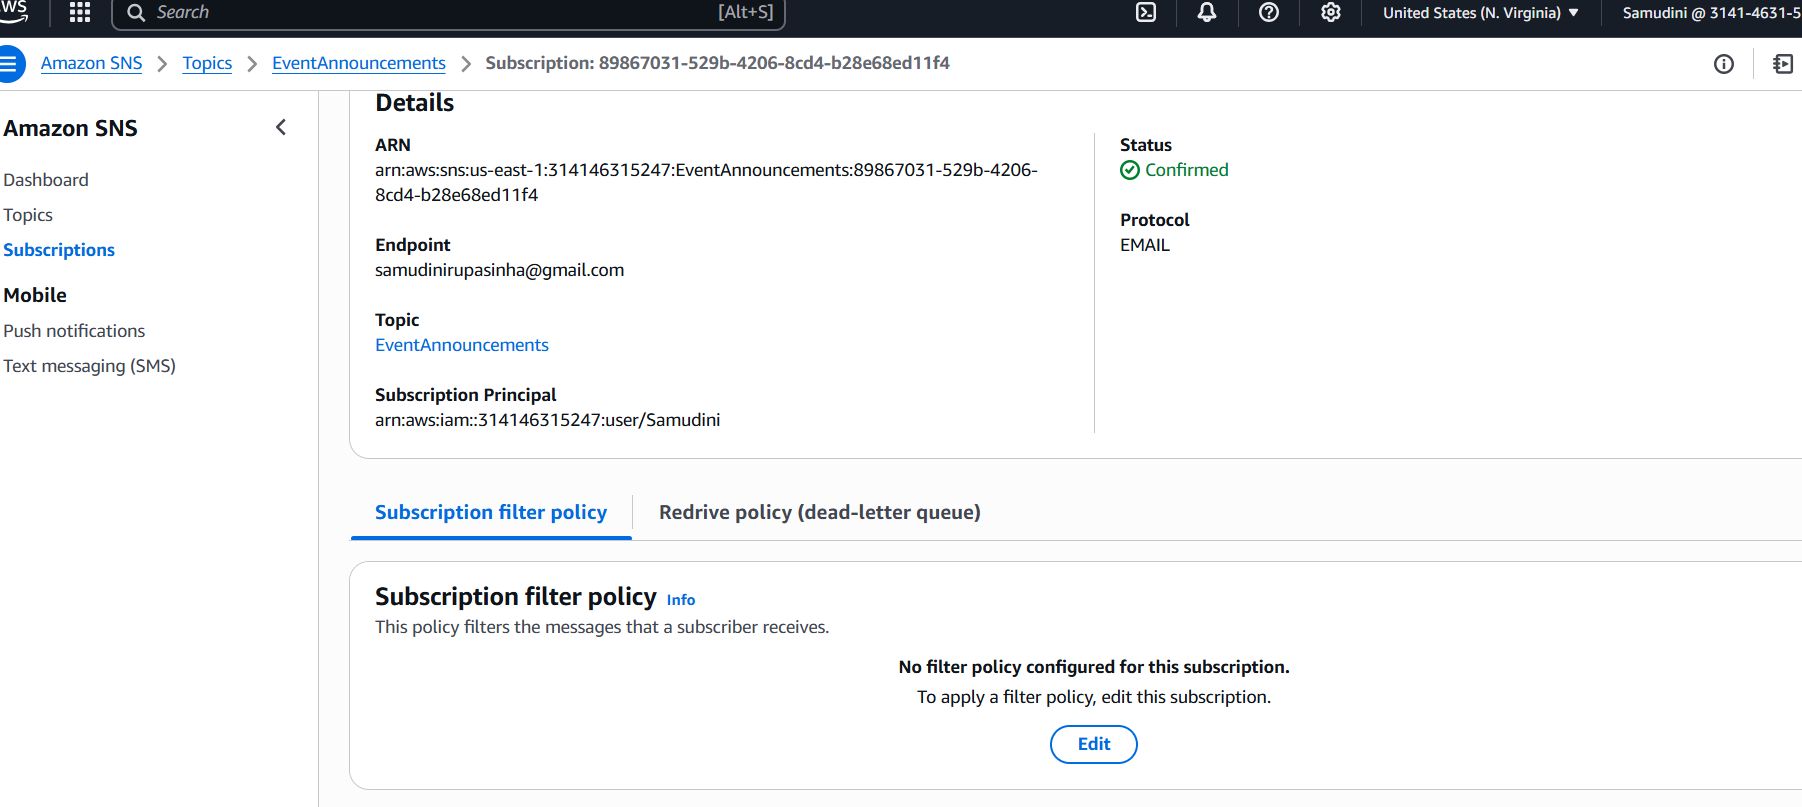 Search
[Alt+S]
United States (N. Virginia)
Samudini @ 3141-4631-5
Amazon SNS
Topics
EventAnnouncements
Subscription: 89867031-529b-4206-8cd4-b28e68ed11f4
Amazon SNS
Dashboard
Topics
Subscriptions
Mobile
Push notifications
Text messaging (SMS)
Details
ARN
arn:aws:sns:us-east-1:314146315247:EventAnnouncements:89867031-529b-4206-
8cd4-b28e68ed11f4
Endpoint
samudinirupasinha@gmail.com
Topic
EventAnnouncements
Subscription Principal
arn:aws:iam::314146315247:user/Samudini
Status
Confirmed
Protocol
EMAIL
Subscription filter policy
Redrive policy (dead-letter queue)
Subscription filter policy Info
This policy filters the messages that a subscriber receives.
No filter policy configured for this subscription.
To apply a filter policy, edit this subscription.
Edit